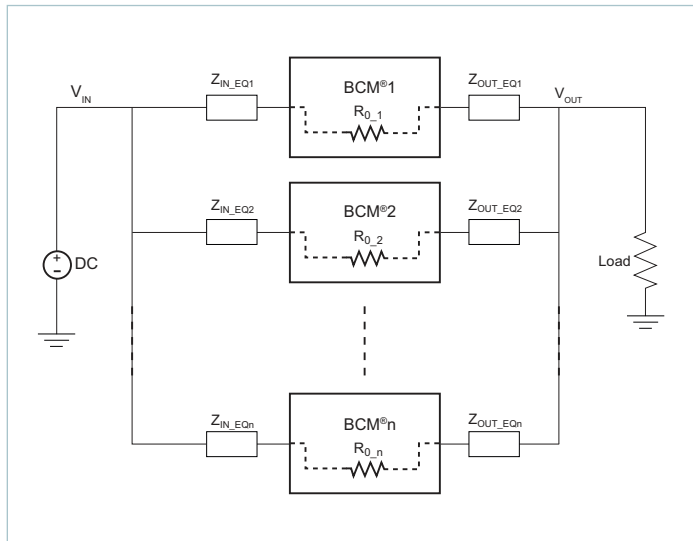 V_IN
Z_IN_EQ1
BCM®1
R_0_1
Z_OUT_EQ1
V_OUT
Z_IN_EQ2
BCM®2
R_0_2
Z_OUT_EQ2
DC
+
–
Load
Z_IN_EQn
BCM®n
R_0_n
Z_OUT_EQn